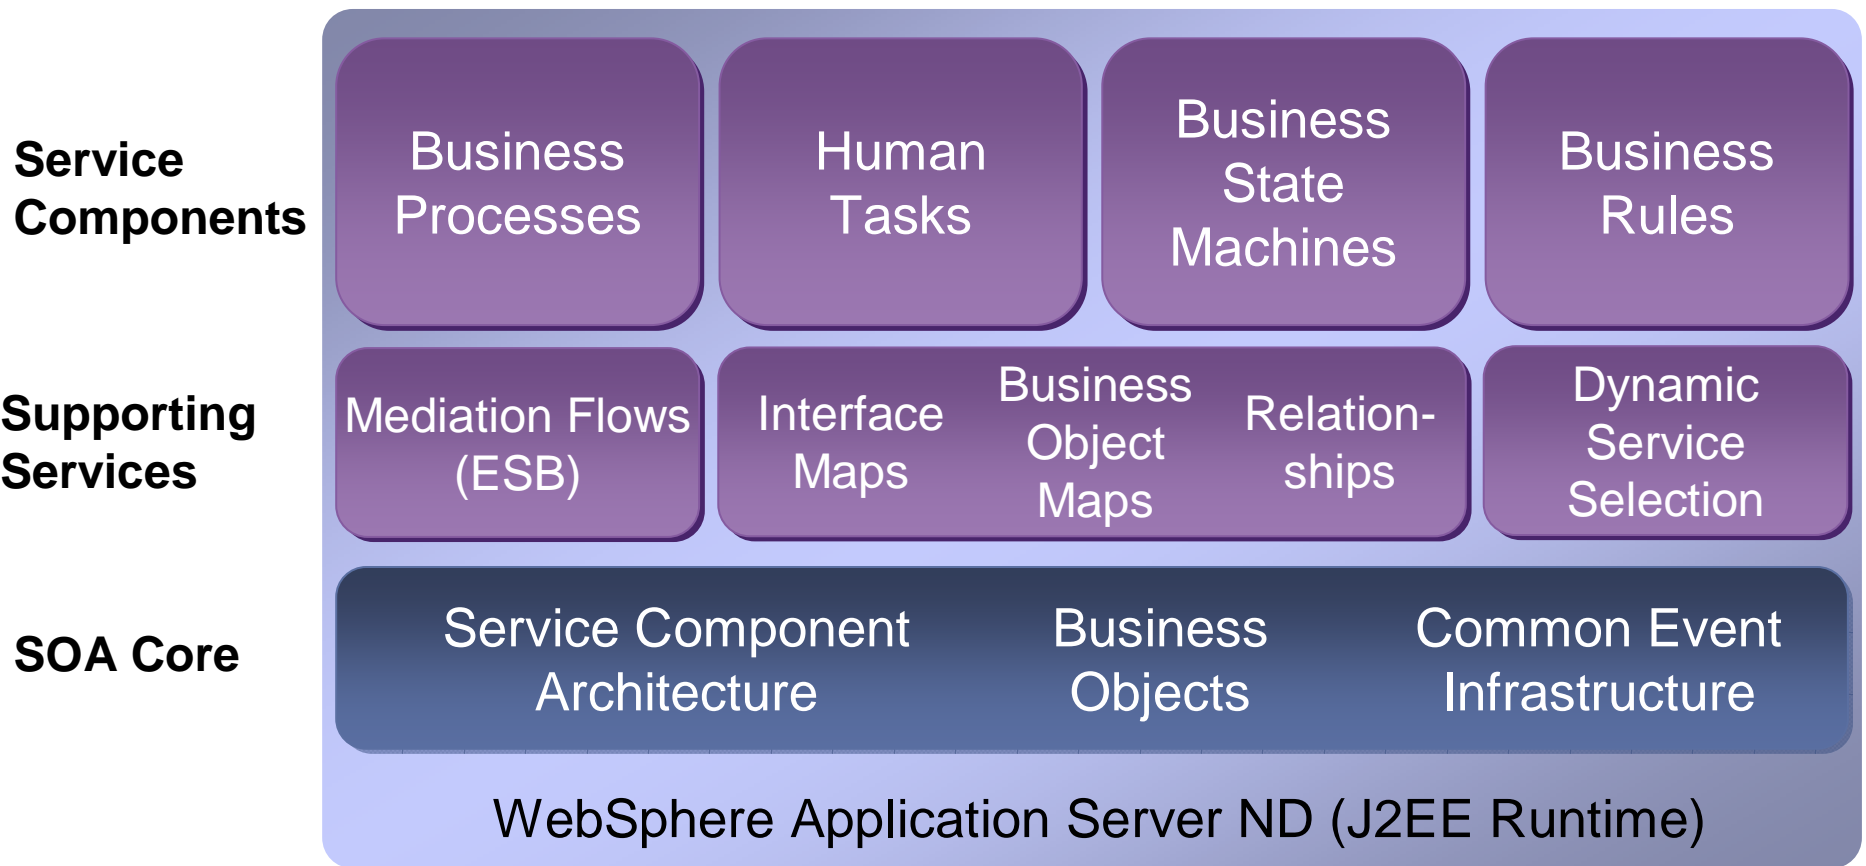 Service
Components
Business
Processes
Human
Tasks
Business
State
Machines
Business
Rules
Supporting
Services
Mediation Flows
(ESB)
Interface
Maps
Business
Object
Maps
Relation-
ships
Dynamic
Service
Selection
SOA Core
Service Component
Architecture
Business
Objects
Common Event
Infrastructure
WebSphere Application Server ND (J2EE Runtime)